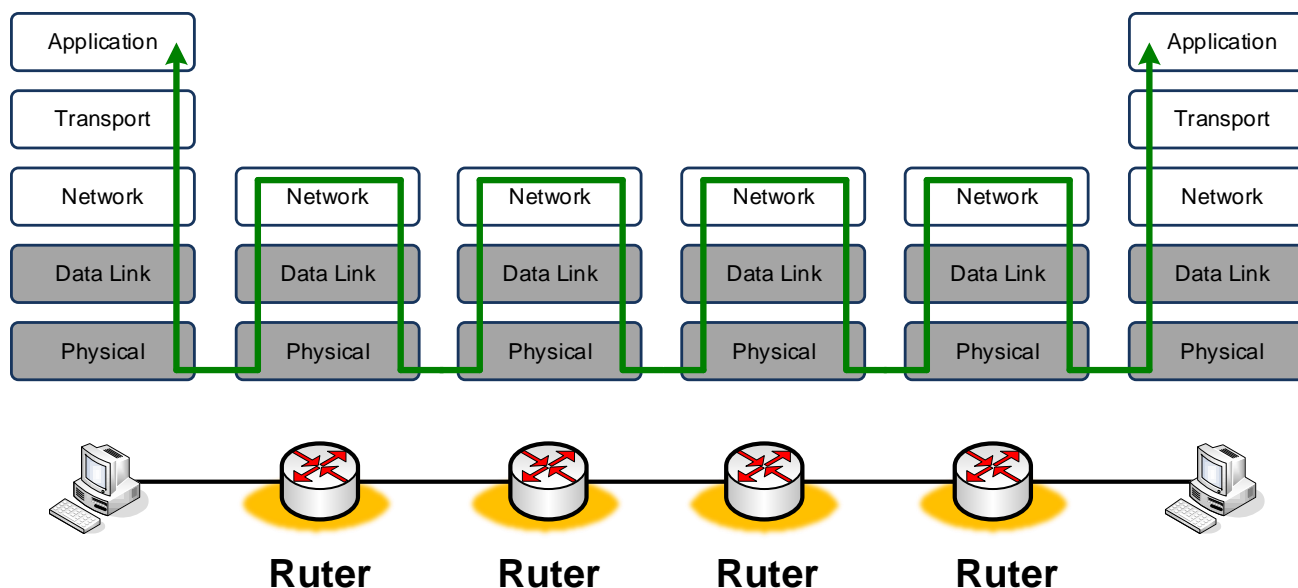 Application
Application
Transport
Transport
Network
Network
Network
Network
Network
Network
Data Link
Data Link
Data Link
Data Link
Data Link
Data Link
Physical
Physical
Physical
Physical
Physical
Physical
Ruter
Ruter
Ruter
Ruter